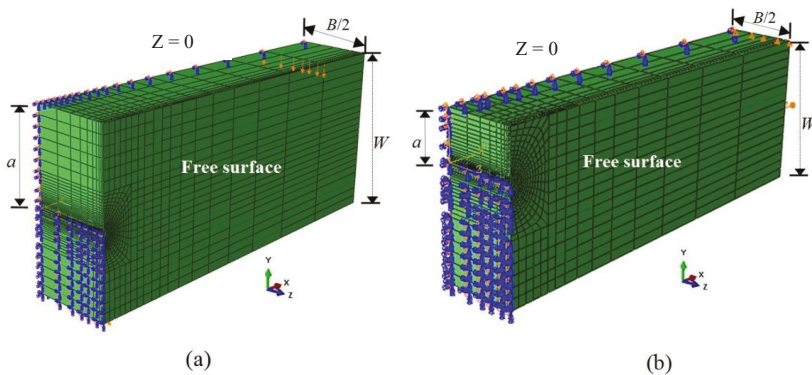 Z = 0
B/2
a
W
Free surface
Y
X
Z
(a)
Z = 0
B/2
a
W
Free surface
Y
X
Z
(b)